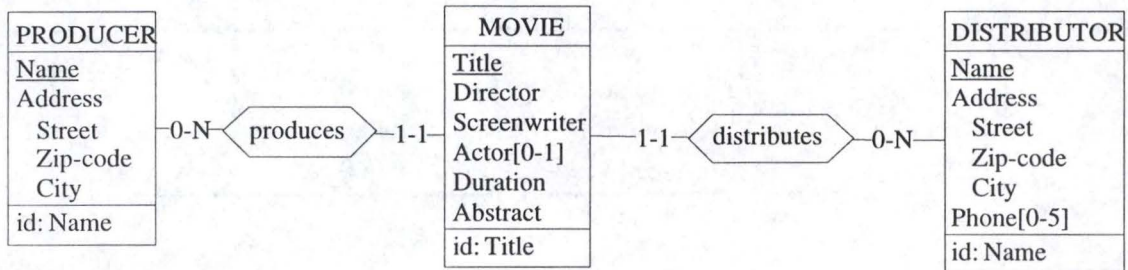 PRODUCER
Name
Address
Street
Zip-code
City
id: Name
0-N
produces
1-1
MOVIE
Title
Director
Screenwriter
Actor[0-1]
Duration
Abstract
id: Title
1-1
distributes
0-N
DISTRIBUTOR
Name
Address
Street
Zip-code
City
Phone[0-5]
id: Name